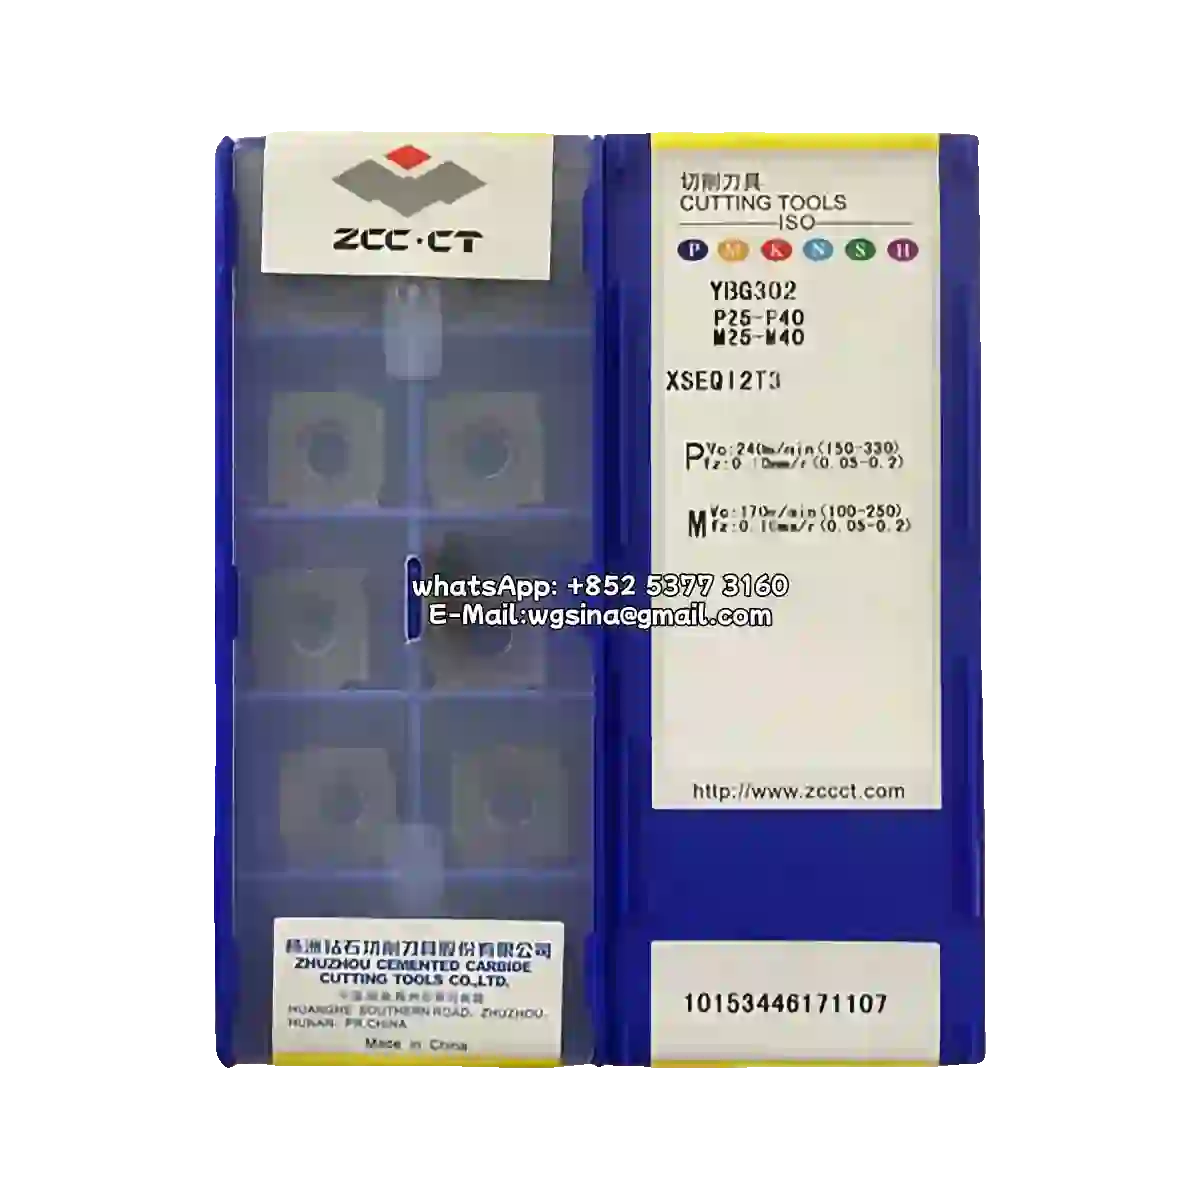 ZCC·CT
切削刀具
CUTTING TOOLS
ISO
P M K N S H
YBG302
P25-P40
M25-M40
XSEQ12T3
P Vc:240m/min(150-330)
fz:0.10mm/r(0.05-0.2)
M Vc:170m/min(100-250)
fz:0.10mm/r(0.05-0.2)
whatsApp: +852 5377 3160
E-Mail:wgsina@gmail.com
http://www.zccct.com
株洲钻石切削刀具股份有限公司
ZHUZHOU CEMENTED CARBIDE
CUTTING TOOLS CO.,LTD.
HUANGHE SOUTHERN ROAD, ZHUZHOU,
HUNAN, PR.CHINA
Made in China
10153446171107